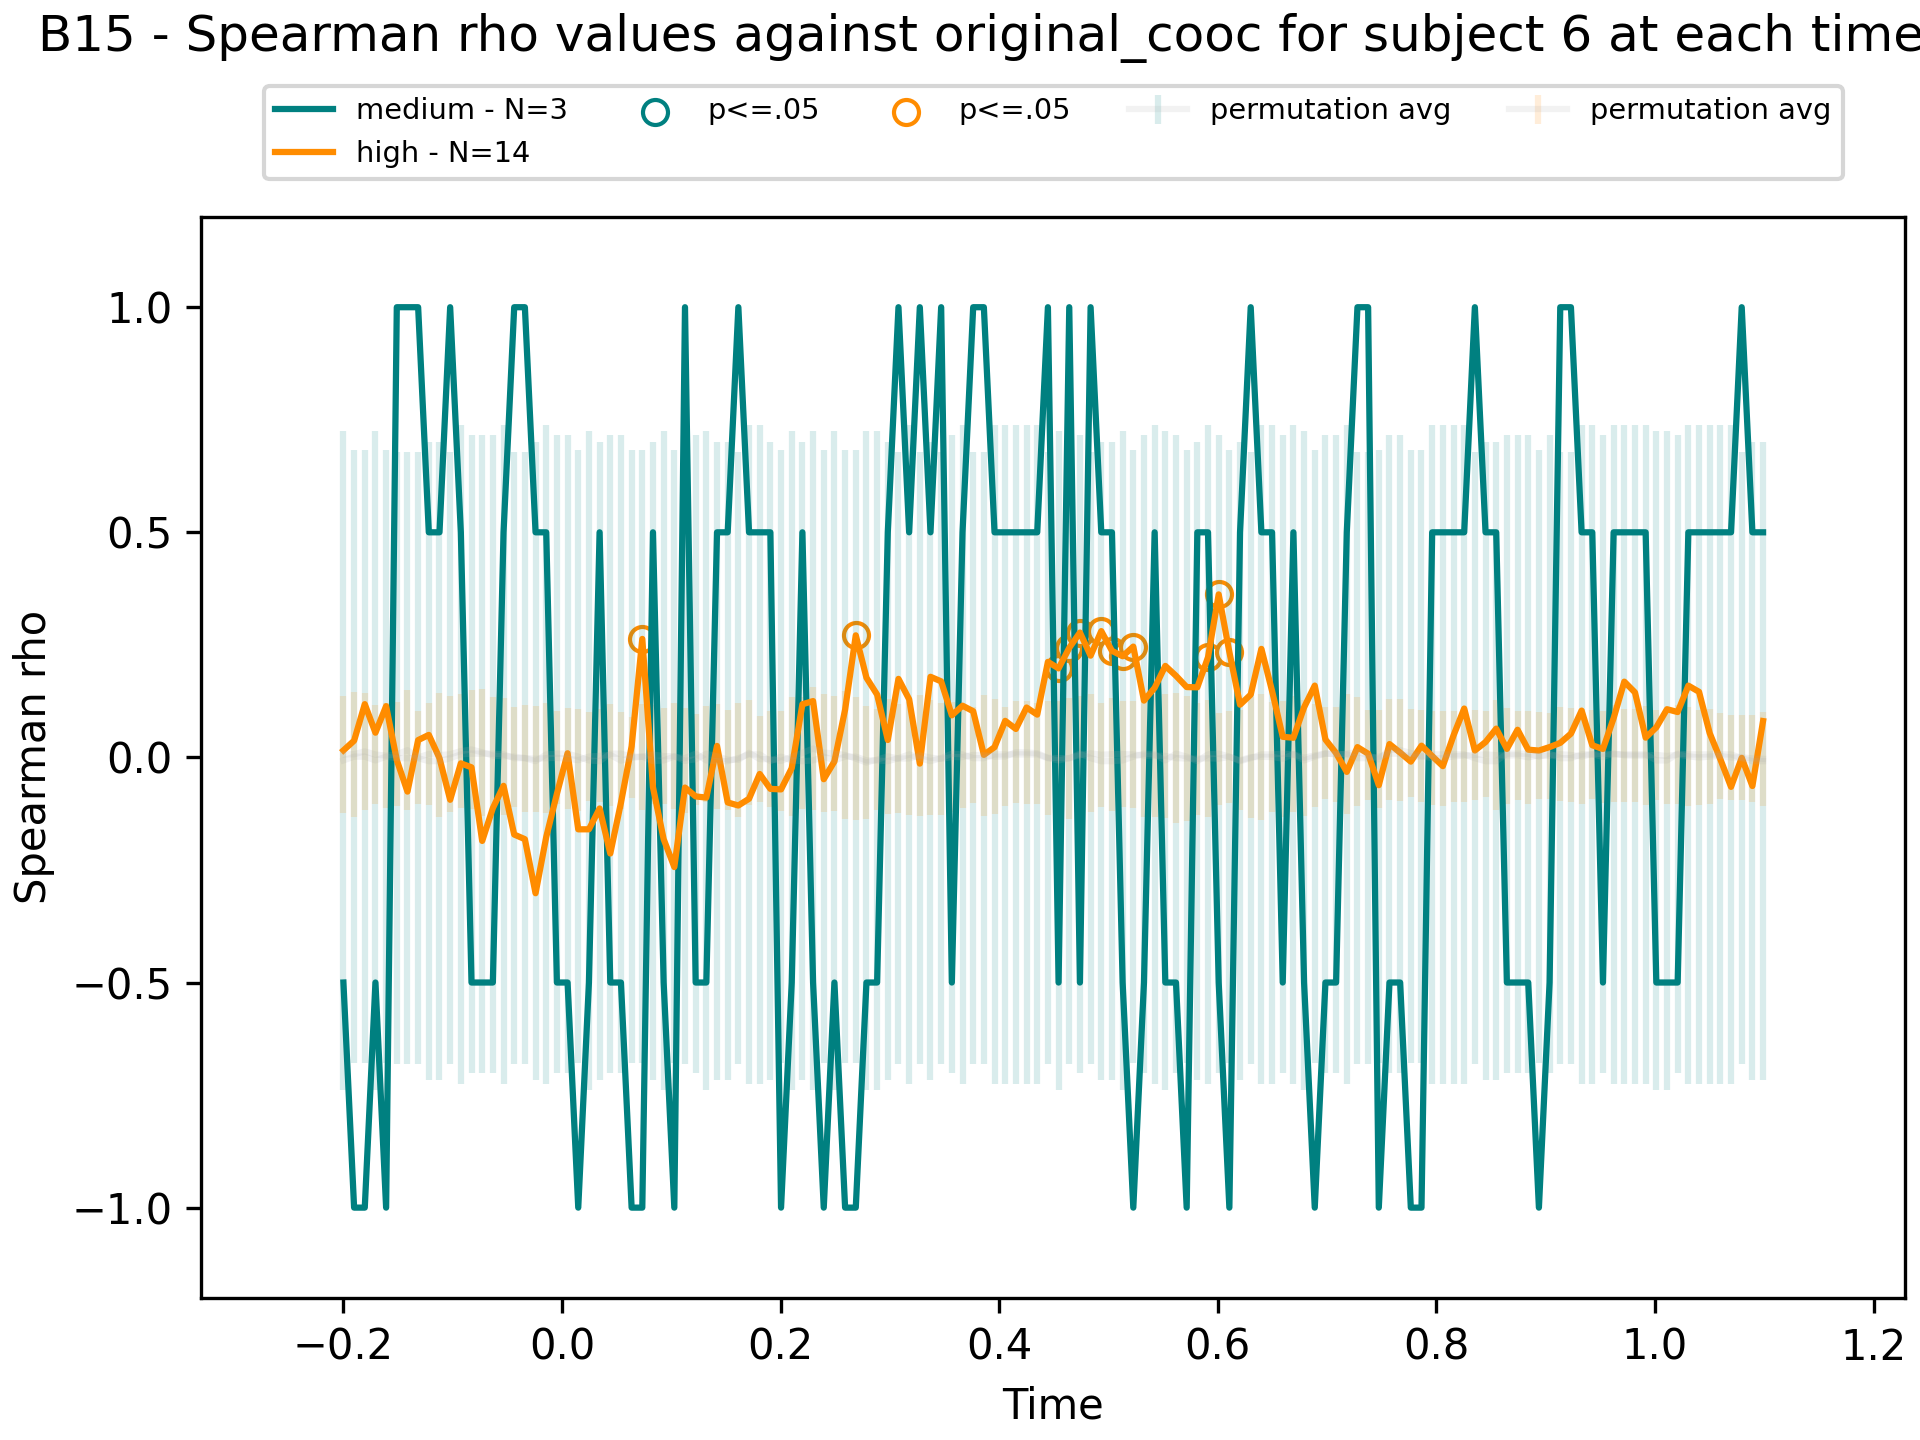 B15 - Spearman rho values against original_cooc for subject 6 at each time
medium - N=3
high - N=14
p<=.05
p<=.05
permutation avg
permutation avg
Spearman rho
1.0
0.5
0.0
−0.5
−1.0
−0.2 0.0 0.2 0.4 0.6 0.8 1.0 1.2
Time